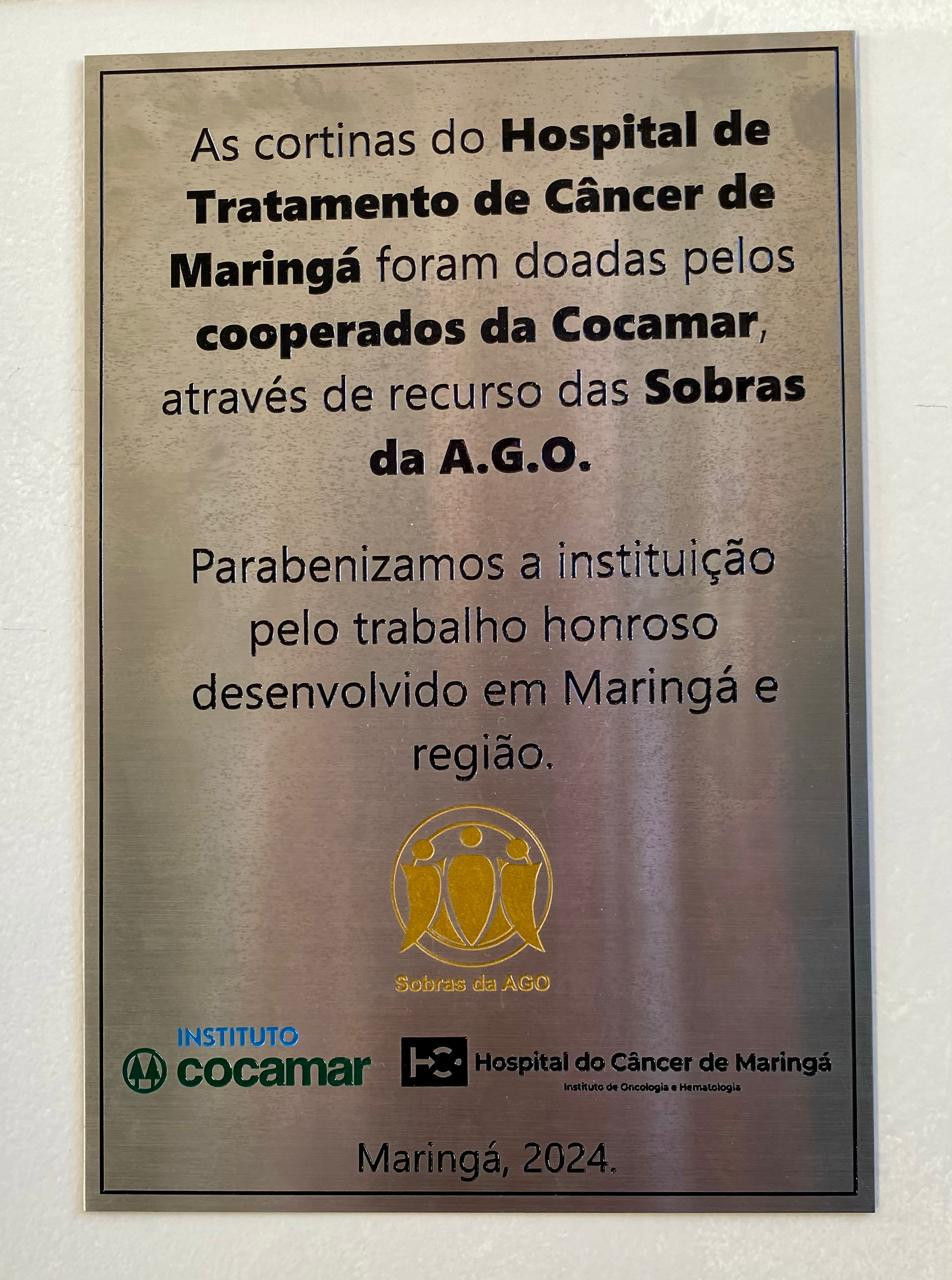 As cortinas do Hospital de
Tratamento de Câncer de
Maringá foram doadas pelos
cooperados da Cocamar,
através de recurso das Sobras
da A.G.O.
Parabenizamos a instituição
pelo trabalho honroso
desenvolvido em Maringá e
região.
Sobras da AGO
INSTITUTO
cocamar
HC Hospital do Câncer de Maringá
Instituto de Oncologia e Hematologia
Maringá, 2024.